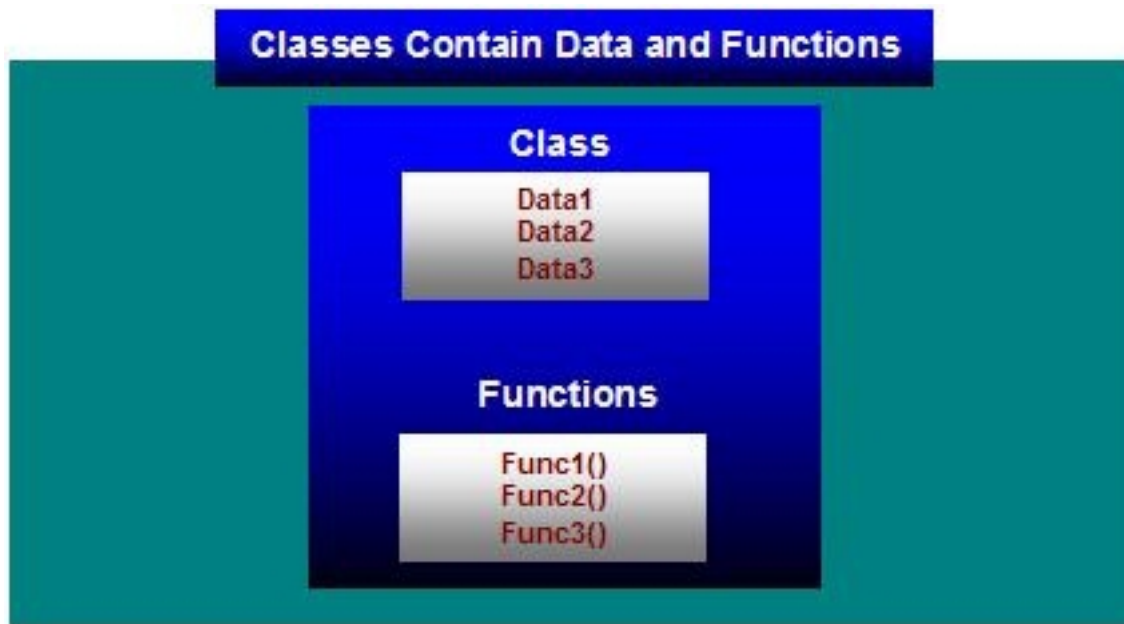 Classes Contain Data and Functions
Class
Data1
Data2
Data3
Functions
Func1()
Func2()
Func3()